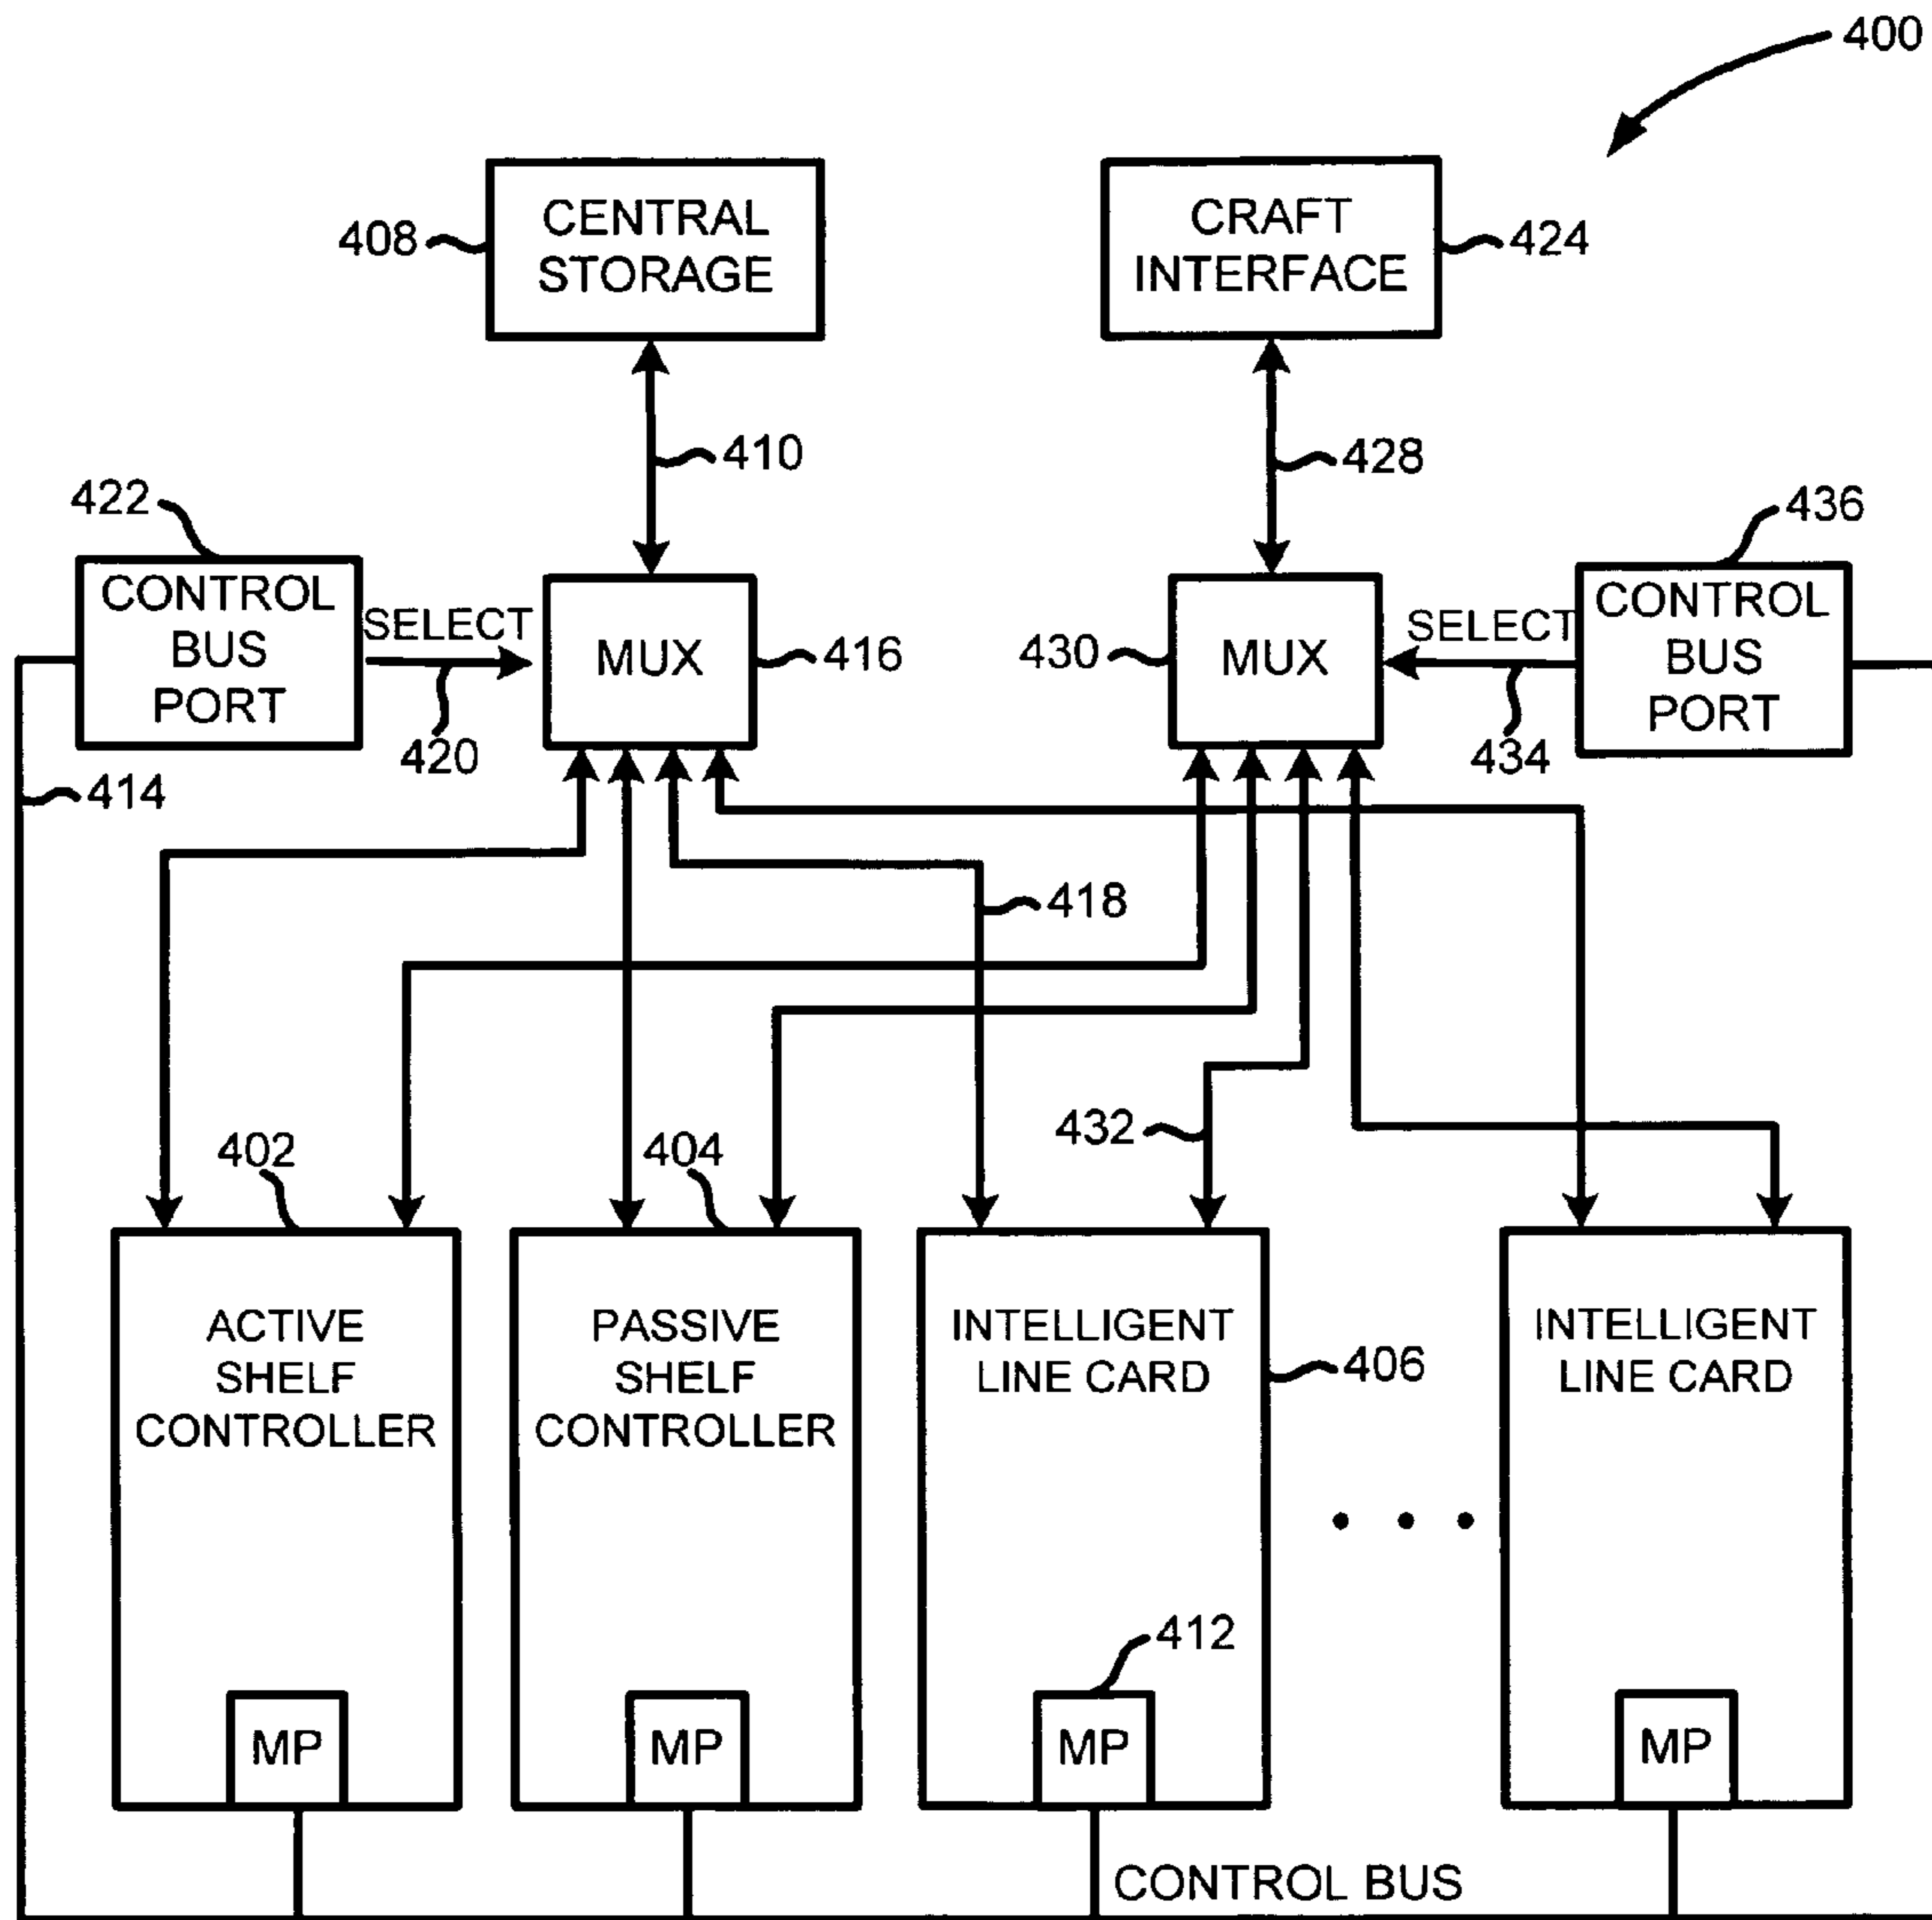 400
CENTRAL
STORAGE
408
CRAFT
INTERFACE
424
410
428
422
436
CONTROL
BUS
PORT
SELECT
420
MUX
416
430
MUX
SELECT
434
CONTROL
BUS
PORT
414
418
432
402
404
ACTIVE
SHELF
CONTROLLER
PASSIVE
SHELF
CONTROLLER
INTELLIGENT
LINE CARD
406
INTELLIGENT
LINE CARD
412
MP
MP
MP
MP
CONTROL BUS